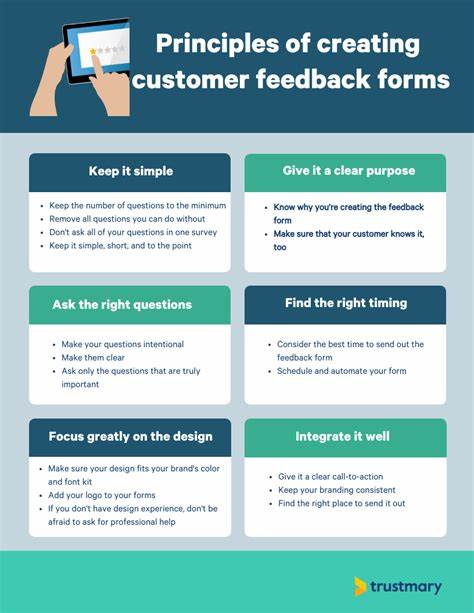 Principles of creating
customer feedback forms
Keep it simple
• Keep the number of questions to the minimum
• Remove all questions you can do without
• Don't ask all of your questions in one survey
• Keep it simple, short, and to the point
Give it a clear purpose
• Know why you're creating the feedback
form
• Make sure that your customer knows it,
too
Ask the right questions
• Make your questions intentional
• Make them clear
• Ask only the questions that are truly
important
Find the right timing
• Consider the best time to send out the
feedback form
• Schedule and automate your form
Focus greatly on the design
• Make sure your design fits your brand's color
and font kit
• Add your logo to your forms
• If you don't have design experience, don't be
afraid to ask for professional help
Integrate it well
• Give it a clear call-to-action
• Keep your branding consistent
• Find the right place to send it out
trustmary